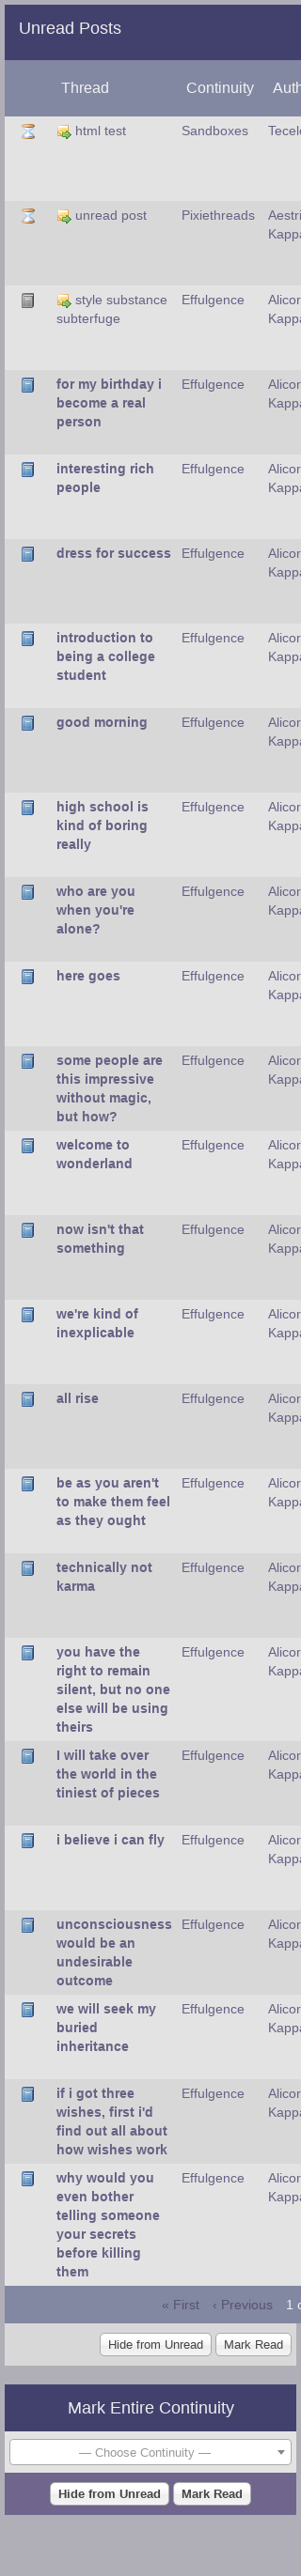 Unread Posts
Thread Continuity Auth
html test Sandboxes Tecel
unread post Pixiethreads Aestri
Kappa
style substance Effulgence Alicor
subterfuge Kappa
for my birthday i Effulgence Alicor
become a real Kappa
person
interesting rich Effulgence Alicor
people Kappa
dress for success Effulgence Alicor
Kappa
introduction to Effulgence Alicor
being a college Kappa
student
good morning Effulgence Alicor
Kappa
high school is Effulgence Alicor
kind of boring Kappa
really
who are you Effulgence Alicor
when you're Kappa
alone?
here goes Effulgence Alicor
Kappa
some people are Effulgence Alicor
this impressive Kappa
without magic,
but how?
welcome to Effulgence Alicor
wonderland Kappa
now isn't that Effulgence Alicor
something Kappa
we're kind of Effulgence Alicor
inexplicable Kappa
all rise Effulgence Alicor
Kappa
be as you aren't Effulgence Alicor
to make them feel Kappa
as they ought
technically not Effulgence Alicor
karma Kappa
you have the Effulgence Alicor
right to remain Kappa
silent, but no one
else will be using
theirs
I will take over Effulgence Alicor
the world in the Kappa
tiniest of pieces
i believe i can fly Effulgence Alicor
Kappa
unconsciousness Effulgence Alicor
would be an Kappa
undesirable
outcome
we will seek my Effulgence Alicor
buried Kappa
inheritance
if i got three Effulgence Alicor
wishes, first i'd Kappa
find out all about
how wishes work
why would you Effulgence Alicor
even bother Kappa
telling someone
your secrets
before killing
them
« First ‹ Previous 1 o
Hide from Unread Mark Read
Mark Entire Continuity
— Choose Continuity —
Hide from Unread Mark Read